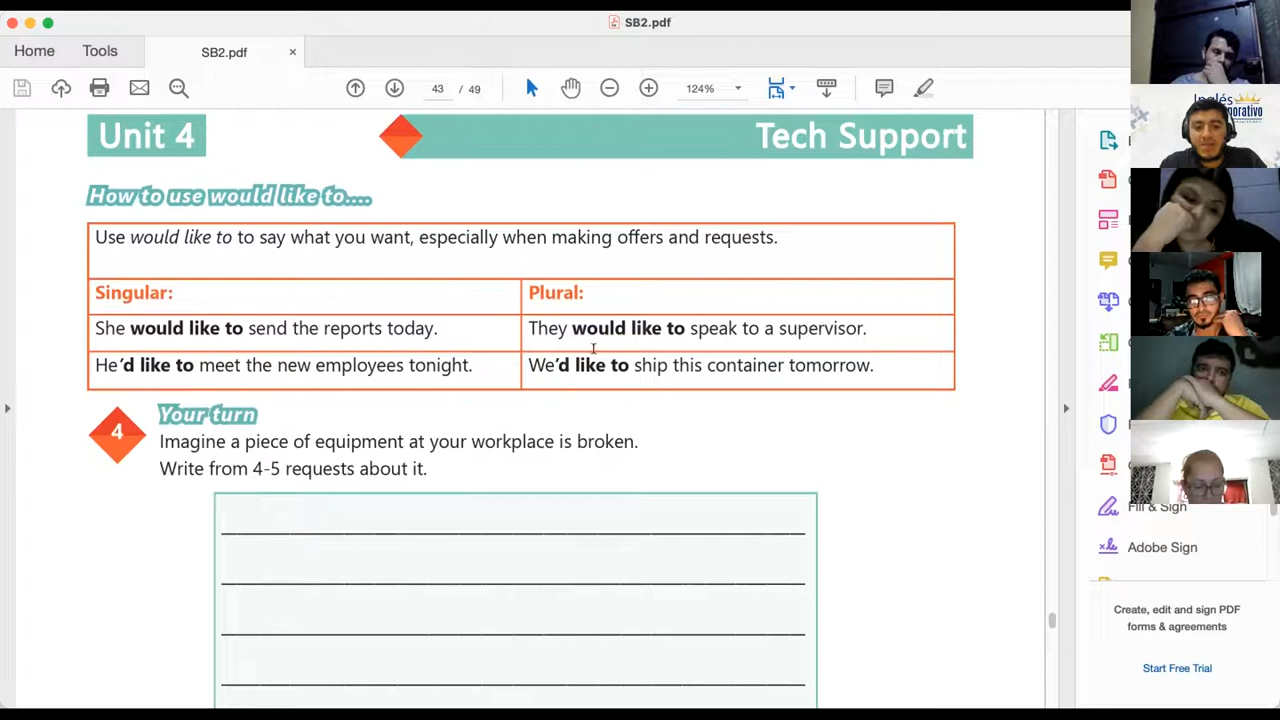 SB2.pdf
Home
Tools
SB2.pdf
×
43 / 49
124%
Inglés
Unit 4
Tech Support
How to use would like to....
Use would like to to say what you want, especially when making offers and requests.
Singular:
Plural:
She would like to send the reports today.
They would like to speak to a supervisor.
He'd like to meet the new employees tonight.
We'd like to ship this container tomorrow.
4
Your turn
Imagine a piece of equipment at your workplace is broken.
Write from 4-5 requests about it.
Fill & Sign
Adobe Sign
Create, edit and sign PDF
forms & agreements
Start Free Trial